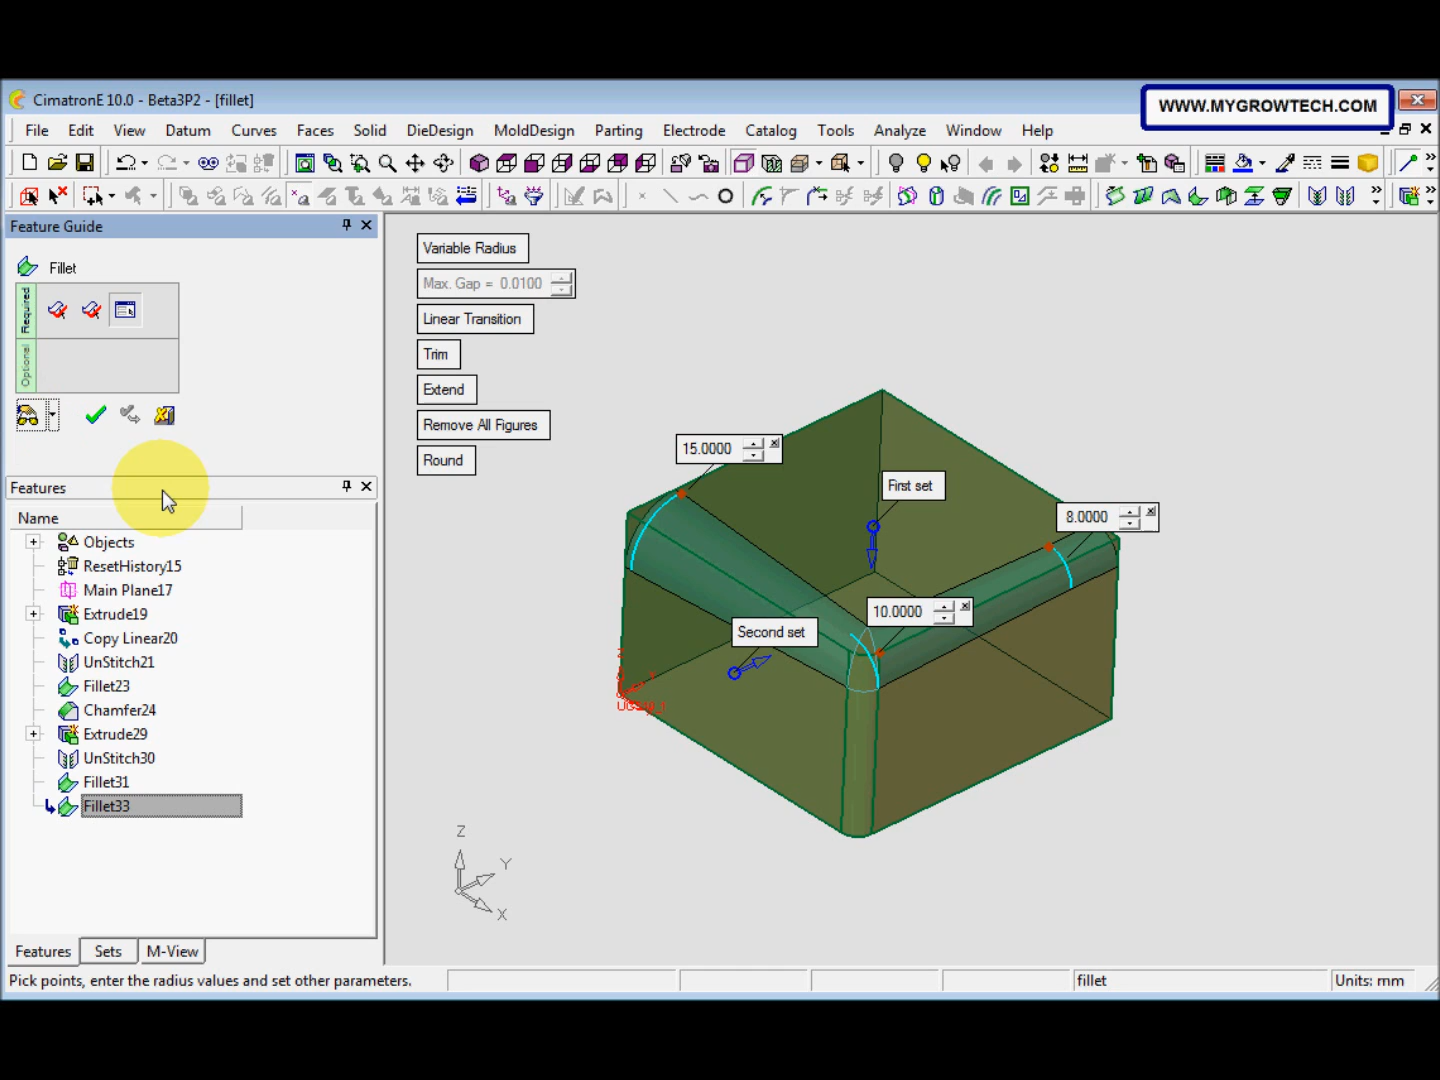 CimatronE 10.0 - Beta3P2 - [fillet]
WWW.MYGROWTECH.COM
File Edit View Datum Curves Faces Solid DieDesign MoldDesign Parting Electrode Catalog Tools Analyze Window Help
Feature Guide
Fillet
Required
Optional
Variable Radius
Max. Gap = 0.0100
Linear Transition
Trim
Extend
Remove All Figures
Round
15.0000
First set
8.0000
10.0000
Second set
Z
Y
X
Features
Name
Objects
ResetHistory15
Main Plane17
Extrude19
Copy Linear20
UnStitch21
Fillet23
Chamfer24
Extrude29
UnStitch30
Fillet31
Fillet33
Features Sets M-View
Pick points, enter the radius values and set other parameters.
fillet
Units: mm